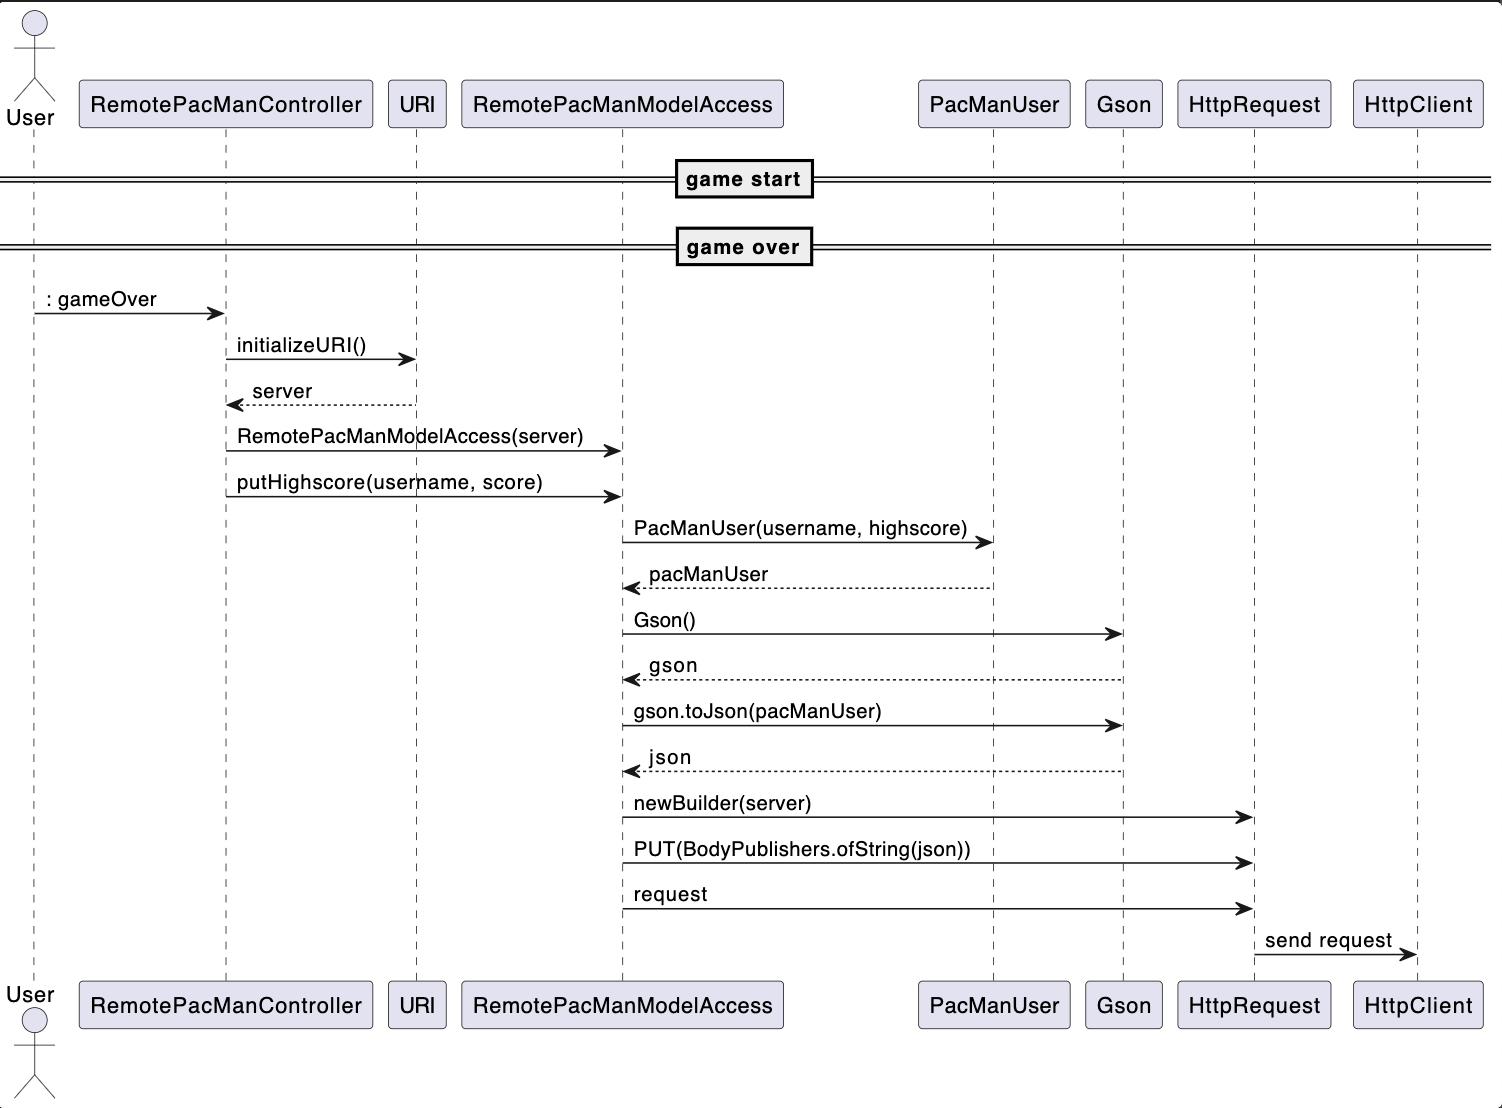 User
RemotePacManController
URI
RemotePacManModelAccess
PacManUser
Gson
HttpRequest
HttpClient
game start
game over
: gameOver
initializeURI()
server
RemotePacManModelAccess(server)
putHighscore(username, score)
PacManUser(username, highscore)
pacManUser
Gson()
gson
gson.toJson(pacManUser)
json
newBuilder(server)
PUT(BodyPublishers.ofString(json))
request
send request
User
RemotePacManController
URI
RemotePacManModelAccess
PacManUser
Gson
HttpRequest
HttpClient